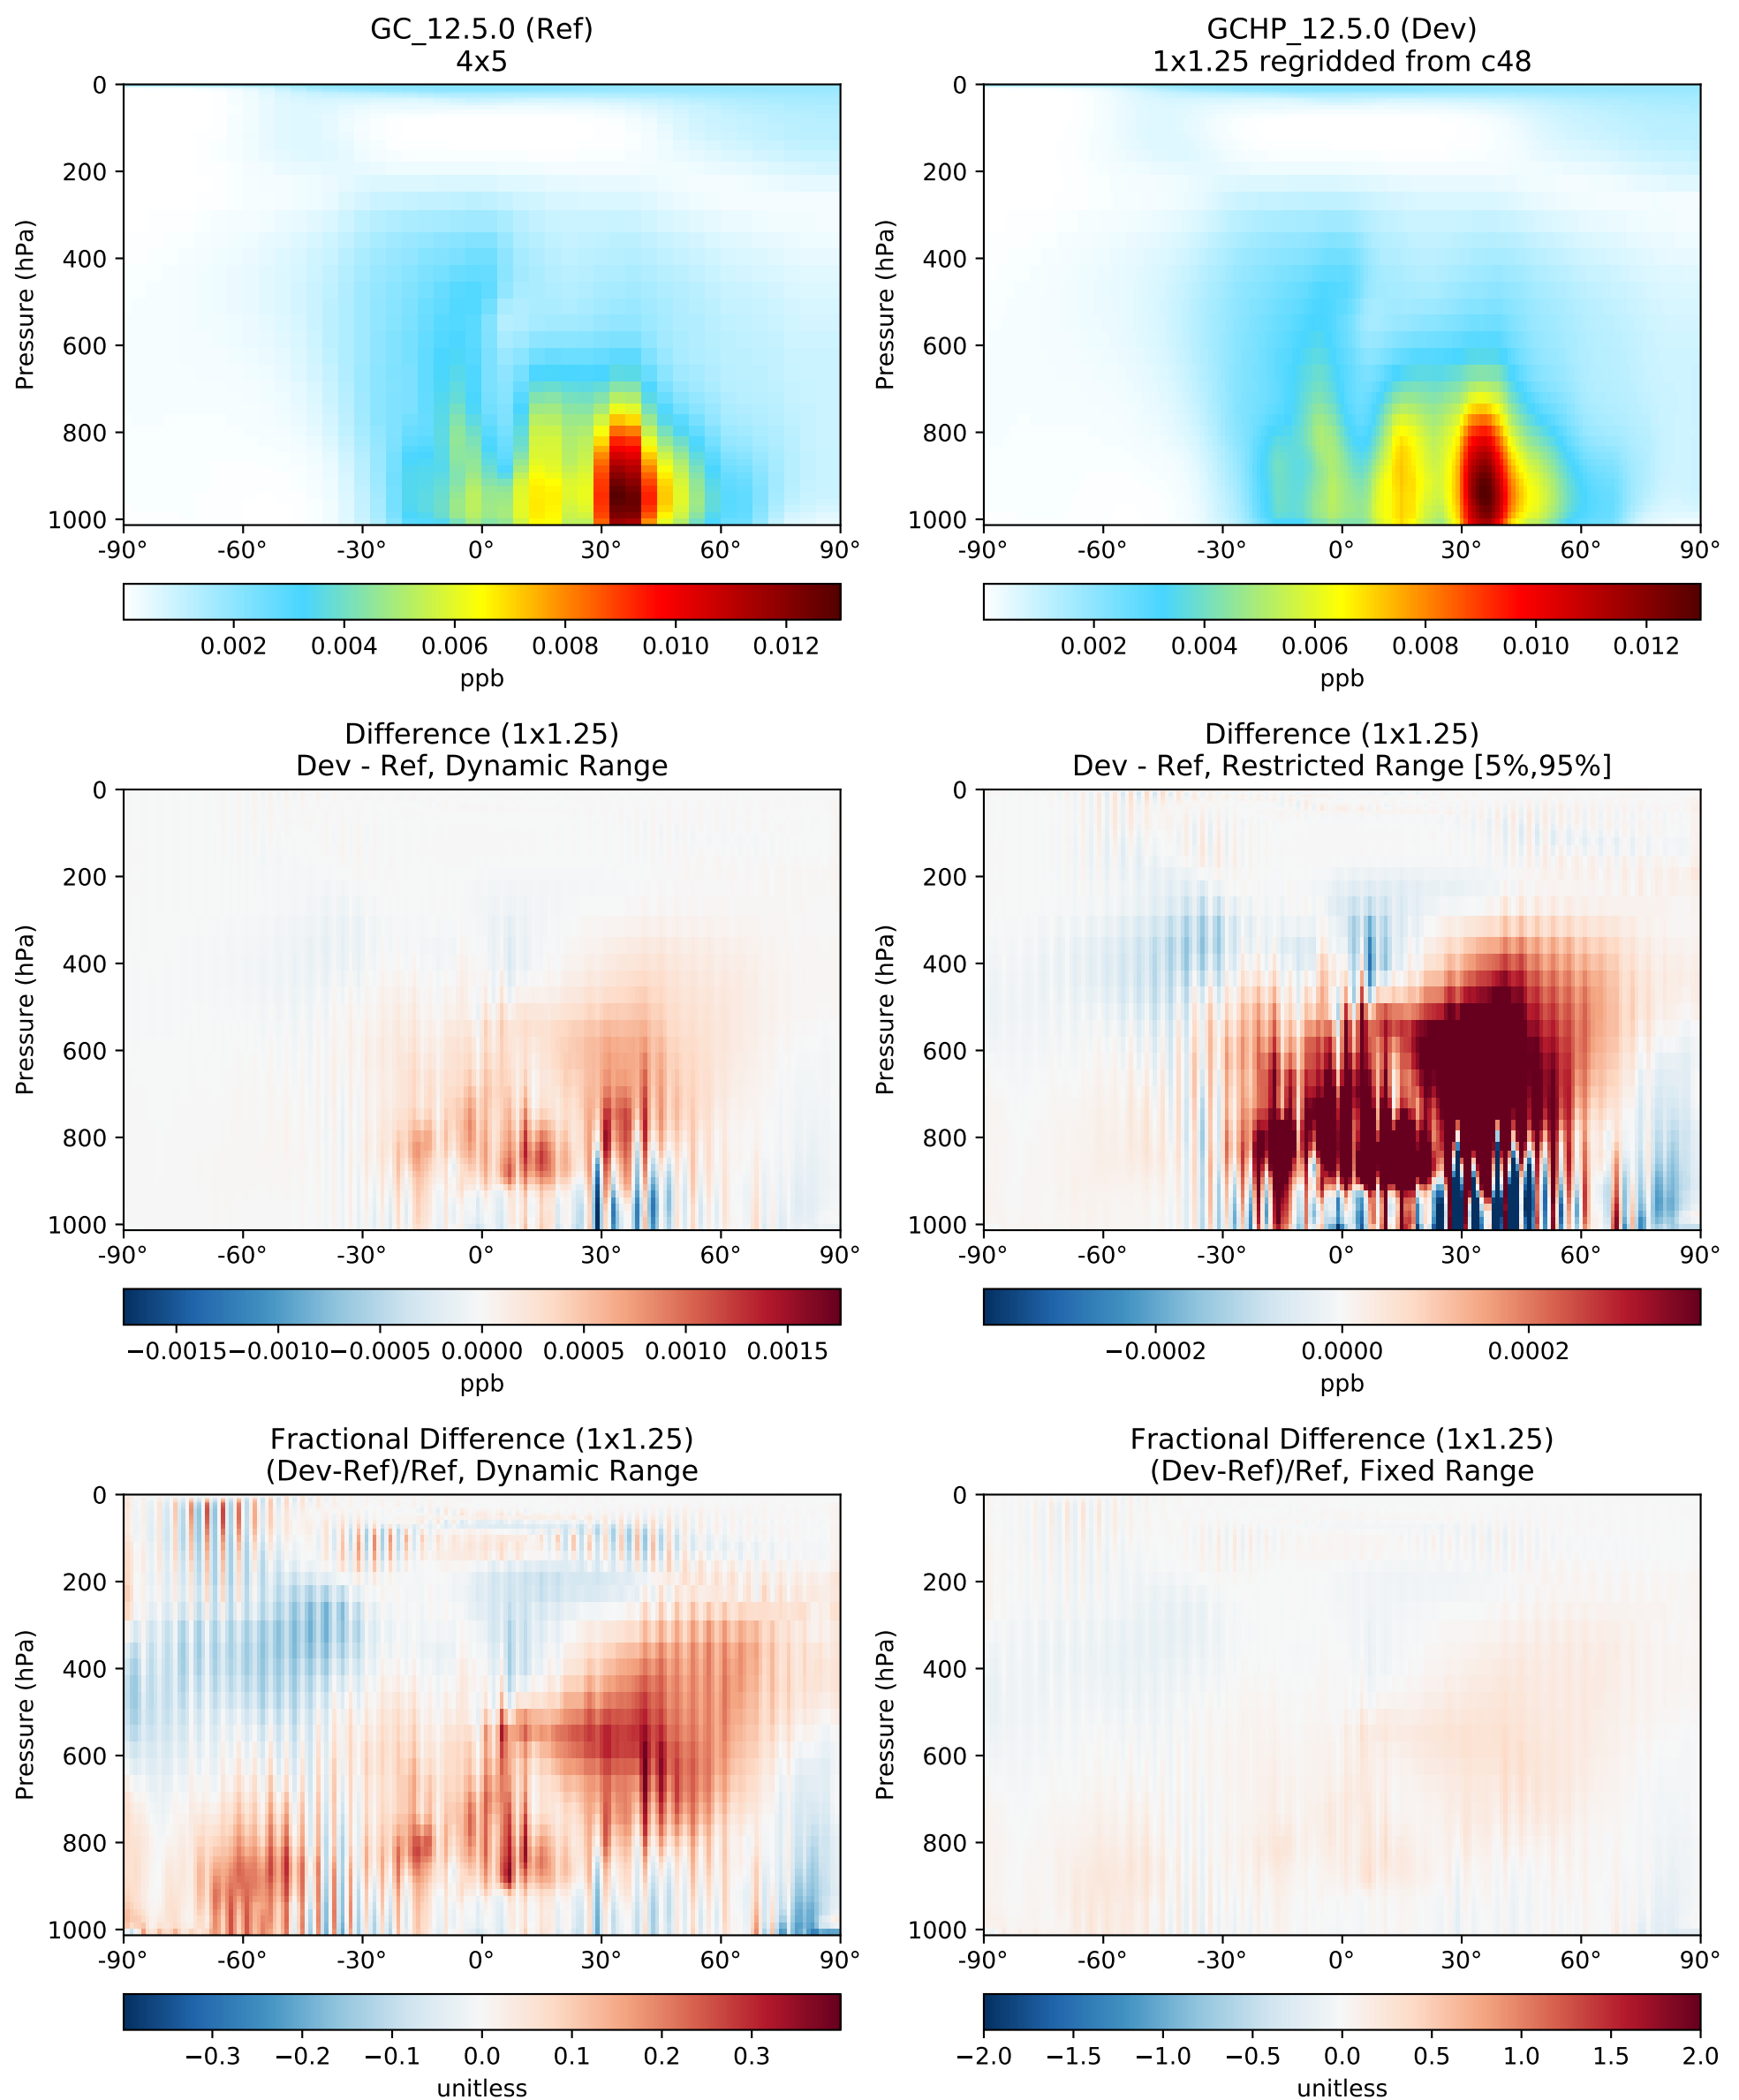 GC_12.5.0 (Ref)
4x5
0
200
400
600
800
1000
Pressure (hPa)
-90° -60° -30° 0° 30° 60° 90°
0.002 0.004 0.006 0.008 0.010 0.012
ppb
GCHP_12.5.0 (Dev)
1x1.25 regridded from c48
0
200
400
600
800
1000
Pressure (hPa)
-90° -60° -30° 0° 30° 60° 90°
0.002 0.004 0.006 0.008 0.010 0.012
ppb
Difference (1x1.25)
Dev - Ref, Dynamic Range
0
200
400
600
800
1000
Pressure (hPa)
-90° -60° -30° 0° 30° 60° 90°
−0.0015 −0.0010 −0.0005 0.0000 0.0005 0.0010 0.0015
ppb
Difference (1x1.25)
Dev - Ref, Restricted Range [5%,95%]
0
200
400
600
800
1000
Pressure (hPa)
-90° -60° -30° 0° 30° 60° 90°
−0.0002 0.0000 0.0002
ppb
Fractional Difference (1x1.25)
(Dev-Ref)/Ref, Dynamic Range
0
200
400
600
800
1000
Pressure (hPa)
-90° -60° -30° 0° 30° 60° 90°
−0.3 −0.2 −0.1 0.0 0.1 0.2 0.3
unitless
Fractional Difference (1x1.25)
(Dev-Ref)/Ref, Fixed Range
0
200
400
600
800
1000
Pressure (hPa)
-90° -60° -30° 0° 30° 60° 90°
−2.0 −1.5 −1.0 −0.5 0.0 0.5 1.0 1.5 2.0
unitless